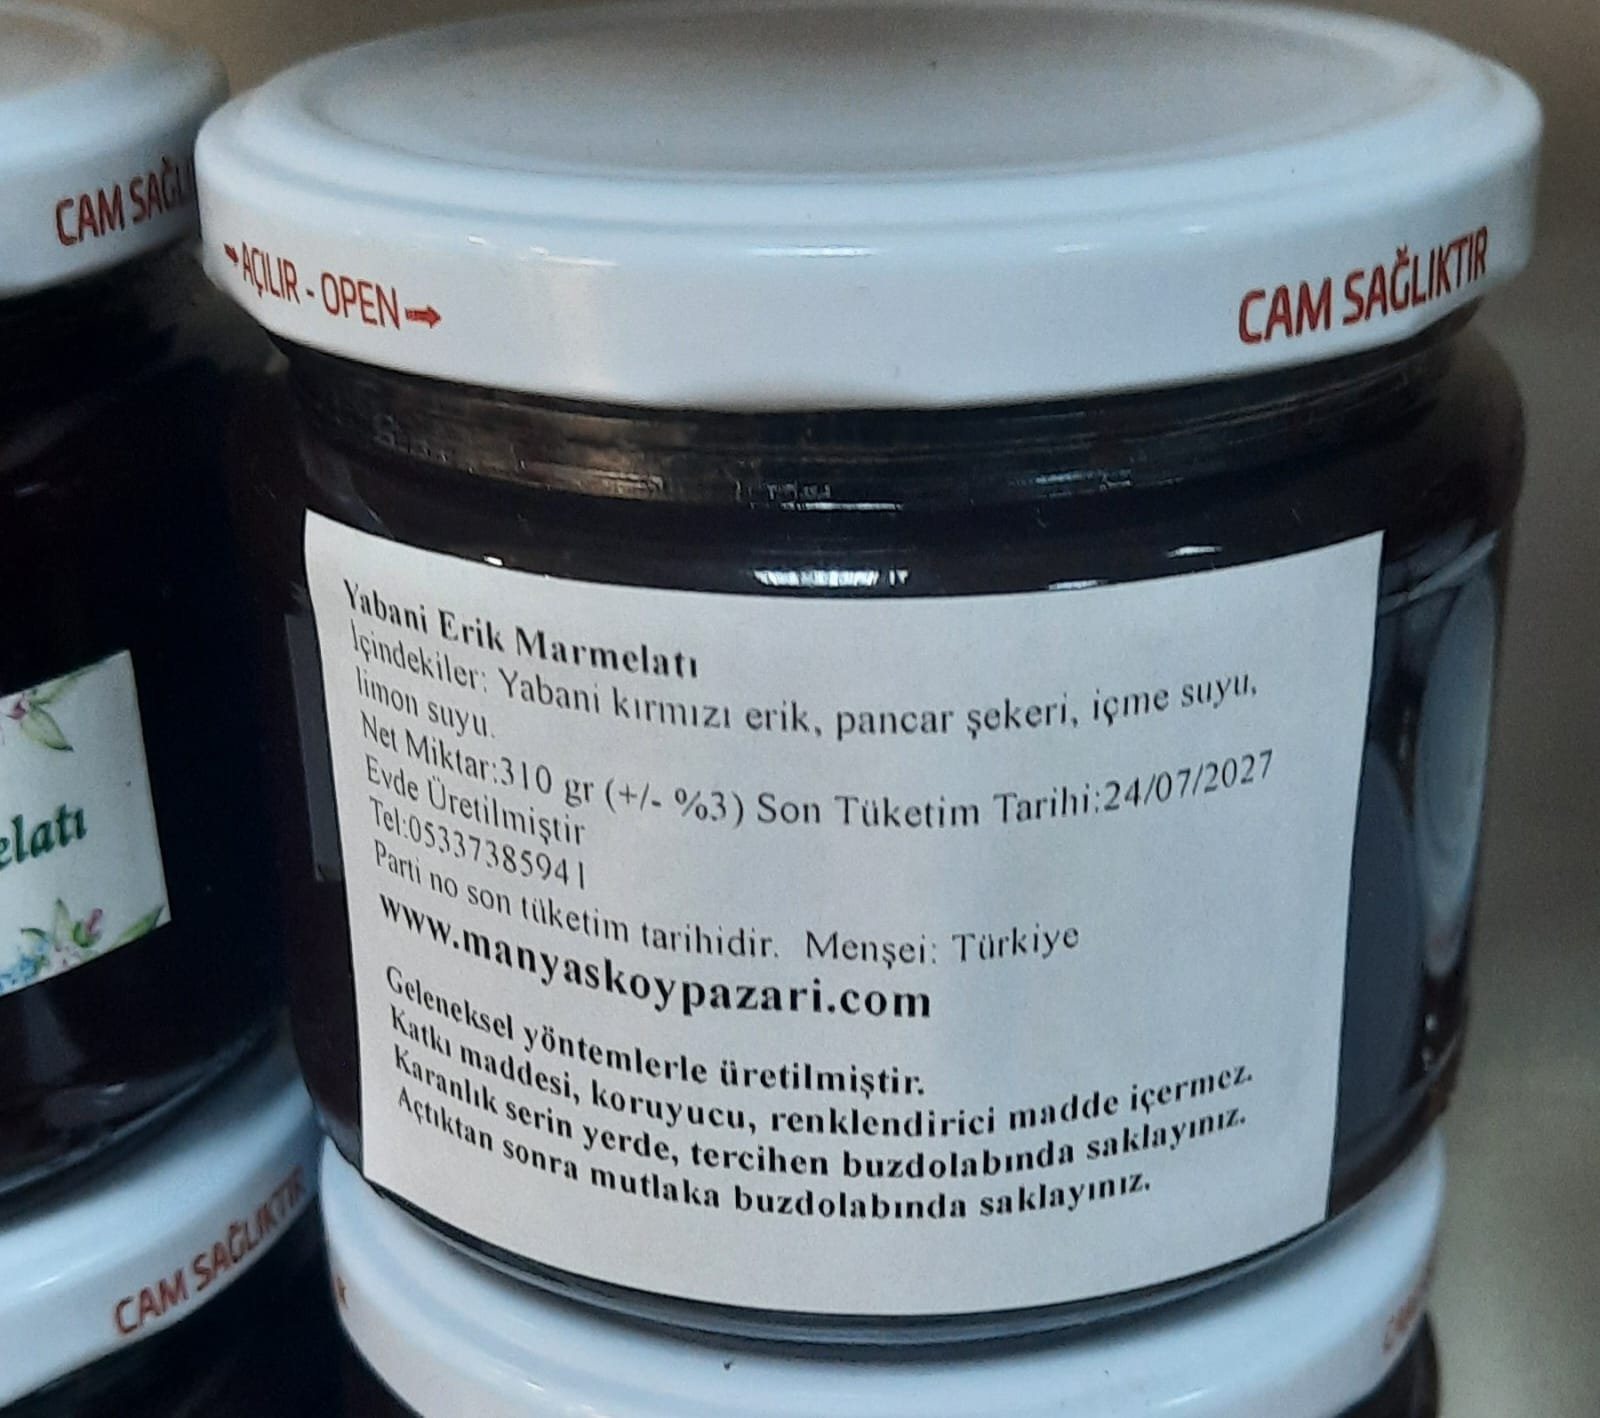 CAM SAĞLI
AÇILIR - OPEN
CAM SAĞLIKTIR
elatı
Yabani Erik Marmelatı
İçindekiler: Yabani kırmızı erik, pancar şekeri, içme suyu,
limon suyu.
Net Miktar:310 gr (+/- %3) Son Tüketim Tarihi:24/07/2027
Evde Üretilmiştir
Tel:05337385941
Parti no son tüketim tarihidir. Menşei: Türkiye
www.manyaskoypazari.com
Geleneksel yöntemlerle üretilmiştir.
Katkı maddesi, koruyucu, renklendirici madde içermez.
Karanlık serin yerde, tercihen buzdolabında saklayınız.
Açtıktan sonra mutlaka buzdolabında saklayınız.
CAM SAĞLIKTIR